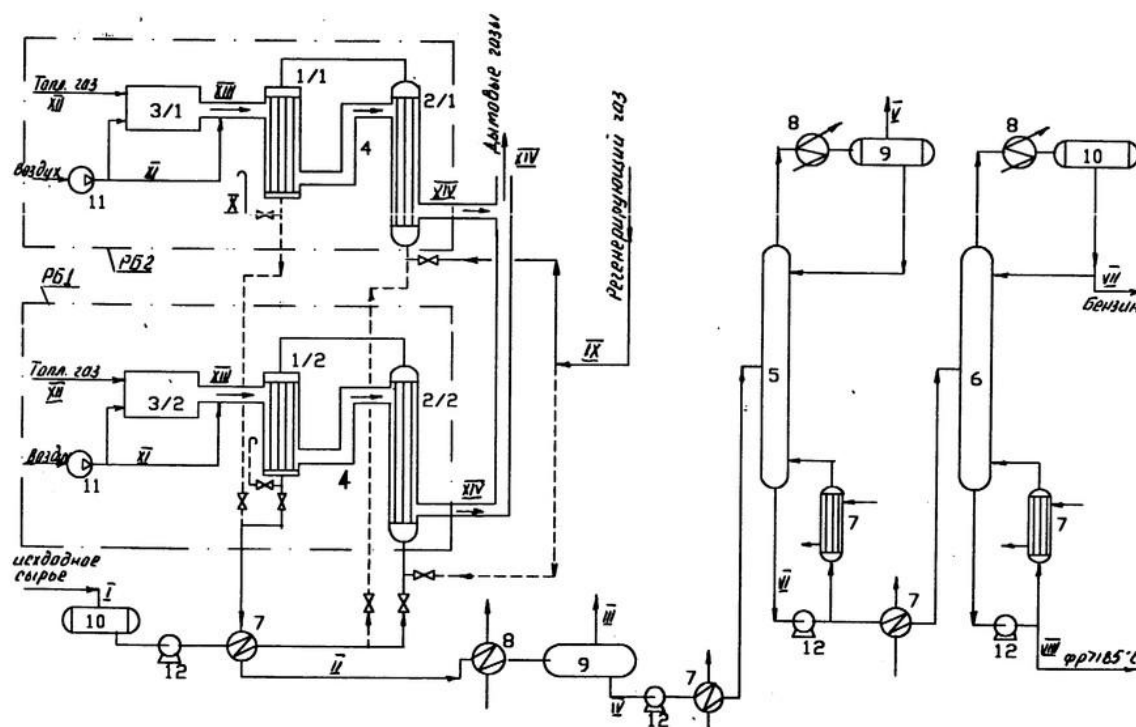 1/1
Топл. газ
XII
3/1
XIII
2/1
4
Дымовые газы
XIV
Регенерирующий газ
Воздух
XI
11
X
XIV
РБ2
РБ1
1/2
Топл. газ
XII
3/2
XIII
2/2
IX
XI
11
4
XIV
исходное
сырье
I
10
12
7
II
8
III
9
IV
12
7
8
V
9
8
10
VII
Бензин
5
6
7
7
VI
12
7
12
VIII
фр>185°C